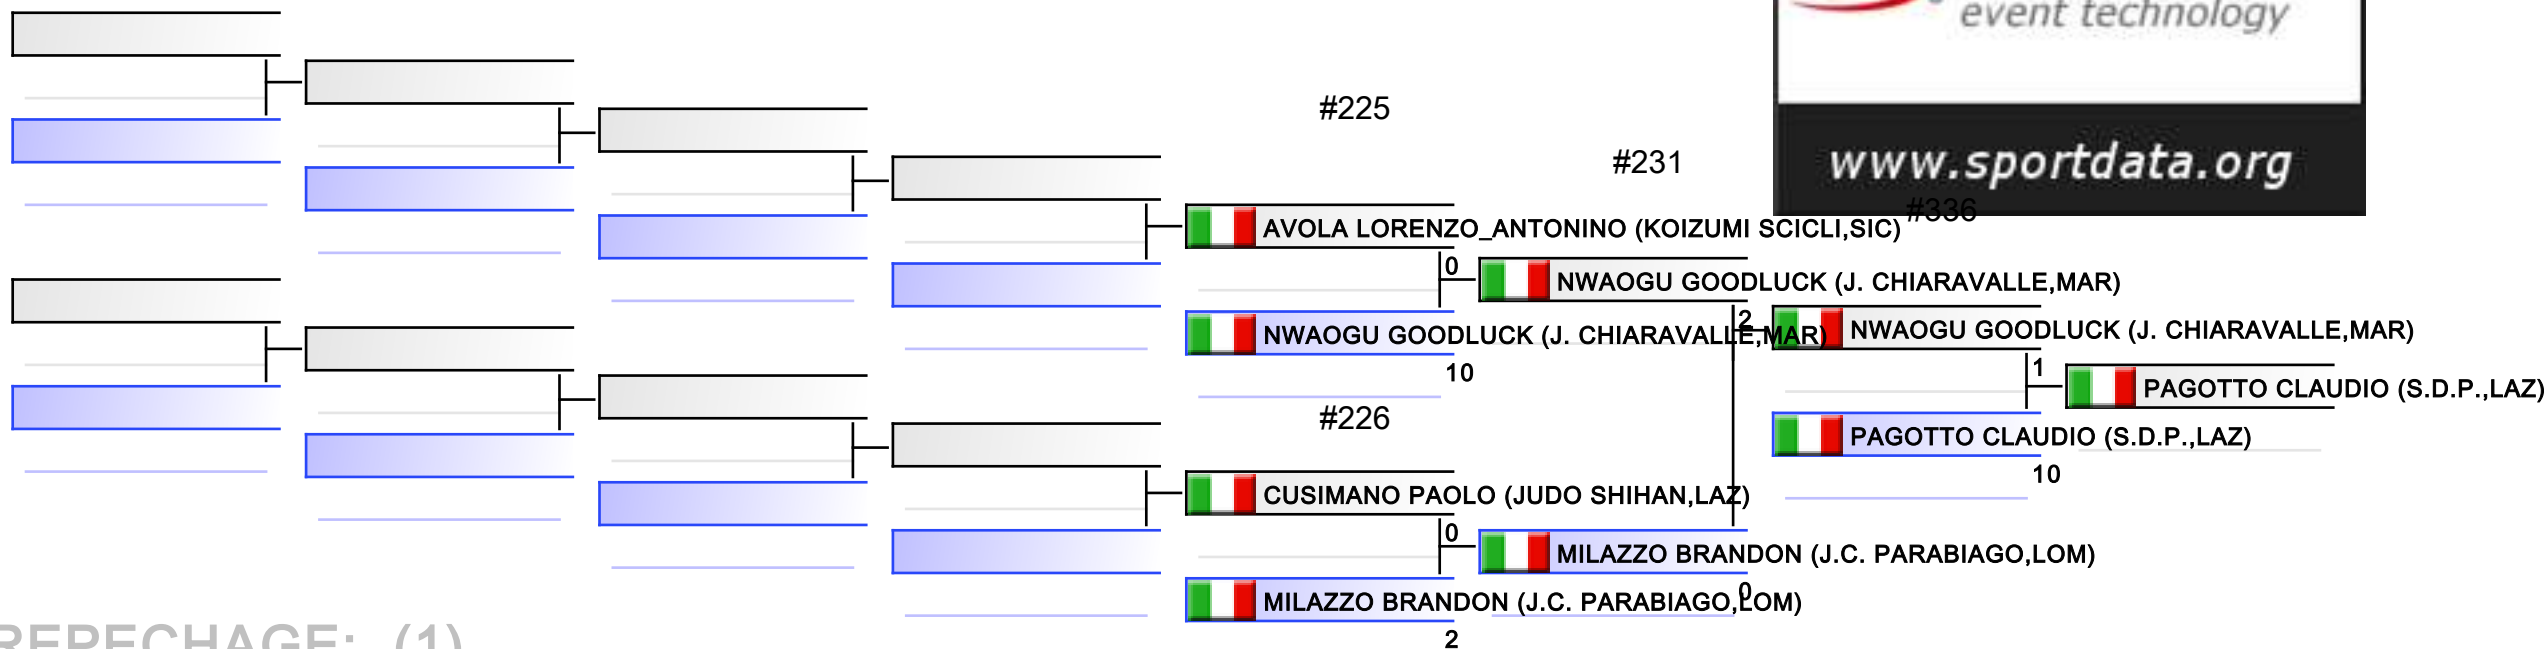 event technology
#225
#231
www.sportdata.org
#336
AVOLA LORENZO_ANTONINO (KOIZUMI SCICLI,SIC)
0
NWAOGU GOODLUCK (J. CHIARAVALLE,MAR)
2
NWAOGU GOODLUCK (J. CHIARAVALLE,MAR)
NWAOGU GOODLUCK (J. CHIARAVALLE,MAR)
10
1
PAGOTTO CLAUDIO (S.D.P.,LAZ)
#226
PAGOTTO CLAUDIO (S.D.P.,LAZ)
10
CUSIMANO PAOLO (JUDO SHIHAN,LAZ)
0
MILAZZO BRANDON (J.C. PARABIAGO,LOM)
0
MILAZZO BRANDON (J.C. PARABIAGO,LOM)
2
REPECHAGE: (1)